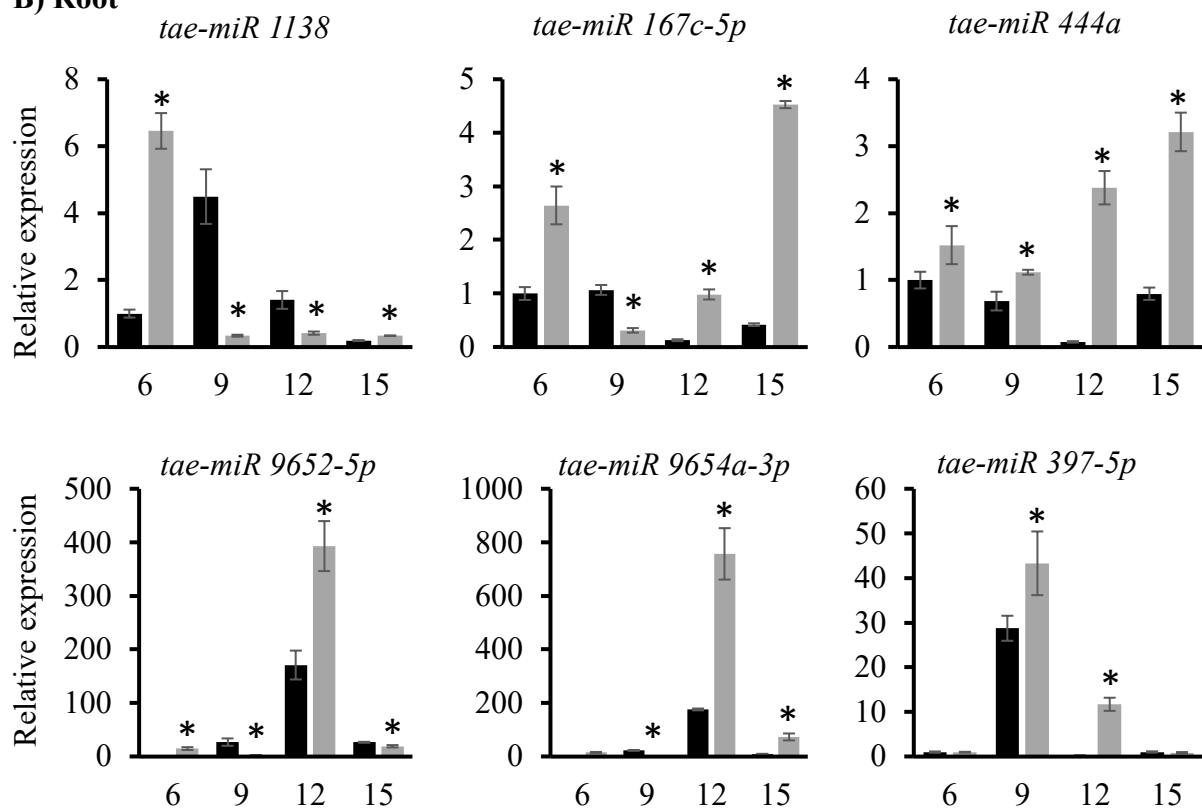 B) Root
tae-miR 1138
tae-miR 167c-5p
tae-miR 444a
Relative expression
8
6
4
2
0
6 9 12 15
* * * *
5
4
3
2
1
0
6 9 12 15
* * * *
4
3
2
1
0
6 9 12 15
* * * *
tae-miR 9652-5p
tae-miR 9654a-3p
tae-miR 397-5p
Relative expression
500
400
300
200
100
0
6 9 12 15
* * * *
1000
800
600
400
200
0
6 9 12 15
* * *
60
50
40
30
20
10
0
6 9 12 15
* *